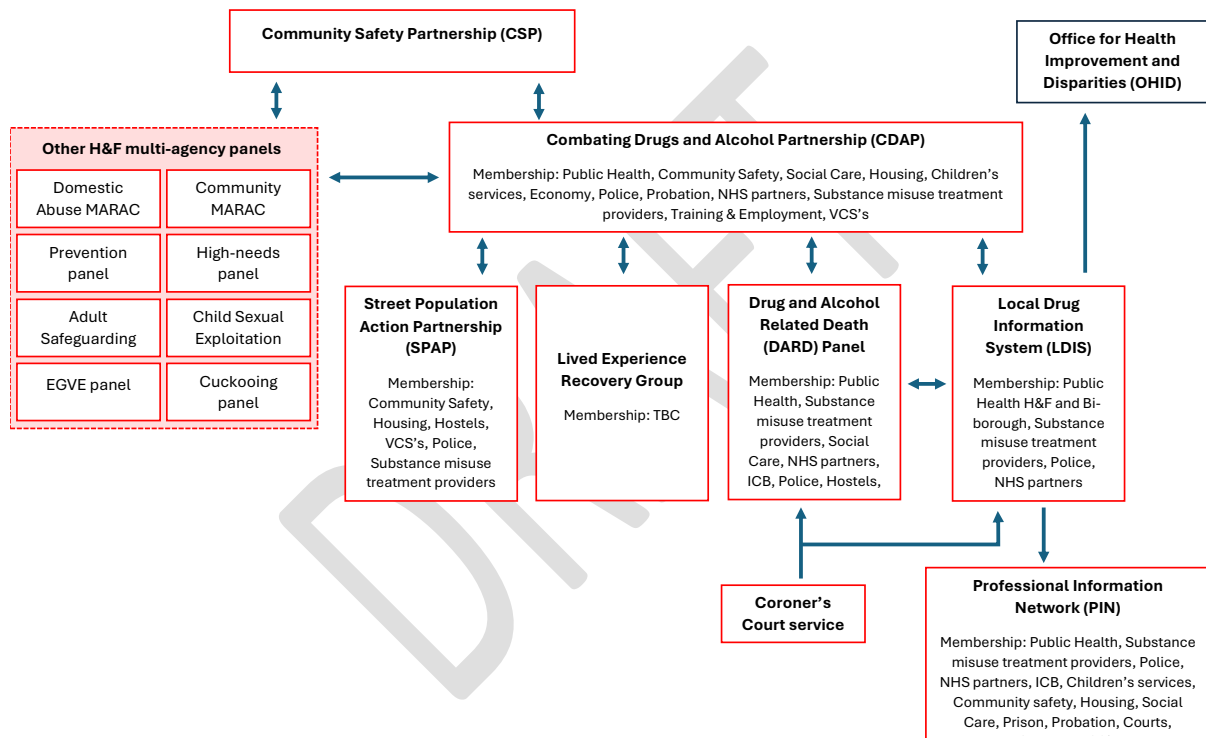 Community Safety Partnership (CSP)
Office for Health
Improvement and
Disparities (OHID)
Other H&F multi-agency panels
Domestic
Abuse MARAC
Community
MARAC
Prevention
panel
High-needs
panel
Adult
Safeguarding
Child Sexual
Exploitation
EGVE panel
Cuckooing
panel
Combating Drugs and Alcohol Partnership (CDAP)
Membership: Public Health, Community Safety, Social Care, Housing, Children’s
services, Economy, Police, Probation, NHS partners, Substance misuse treatment
providers, Training & Employment, VCS’s
Street Population
Action Partnership
(SPAP)
Membership:
Community Safety,
Housing, Hostels,
VCS’s, Police,
Substance misuse
treatment providers
Lived Experience
Recovery Group
Membership: TBC
Drug and Alcohol
Related Death
(DARD) Panel
Membership: Public
Health, Substance
misuse treatment
providers, Social
Care, NHS partners,
ICB, Police, Hostels,
Local Drug
Information
System (LDIS)
Membership: Public
Health H&F and Bi-
borough, Substance
misuse treatment
providers, Police,
NHS partners
Coroner’s
Court service
Professional Information
Network (PIN)
Membership: Public Health, Substance
misuse treatment providers, Police,
NHS partners, ICB, Children’s services,
Community safety, Housing, Social
Care, Prison, Probation, Courts,
DRAFT